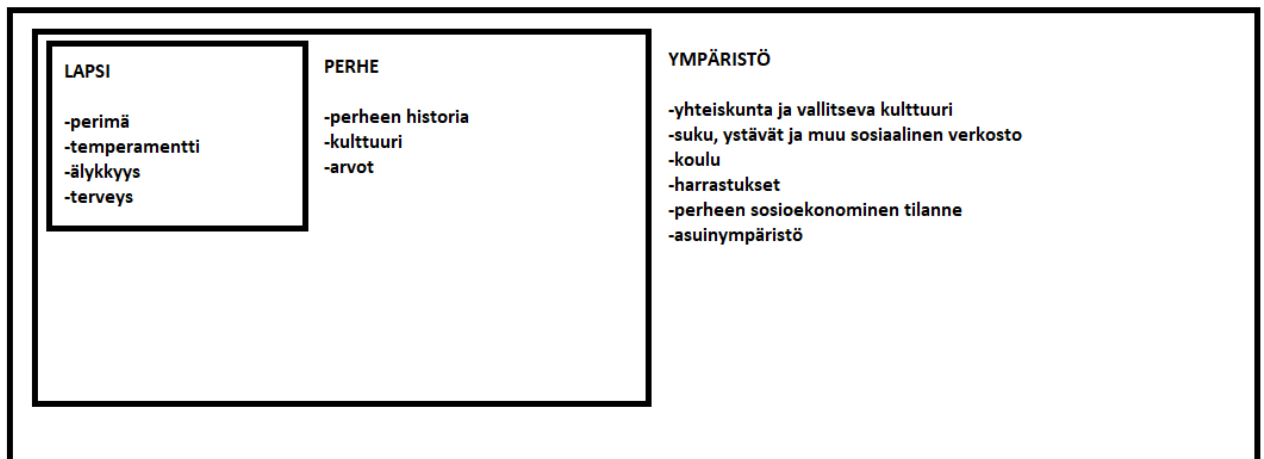 LAPSI
-perimä
-temperamentti
-älykkyys
-terveys
PERHE
-perheen historia
-kulttuuri
-arvot
YMPÄRISTÖ
-yhteiskunta ja vallitseva kulttuuri
-suku, ystävät ja muu sosiaalinen verkosto
-koulu
-harrastukset
-perheen sosioekonominen tilanne
-asuinympäristö